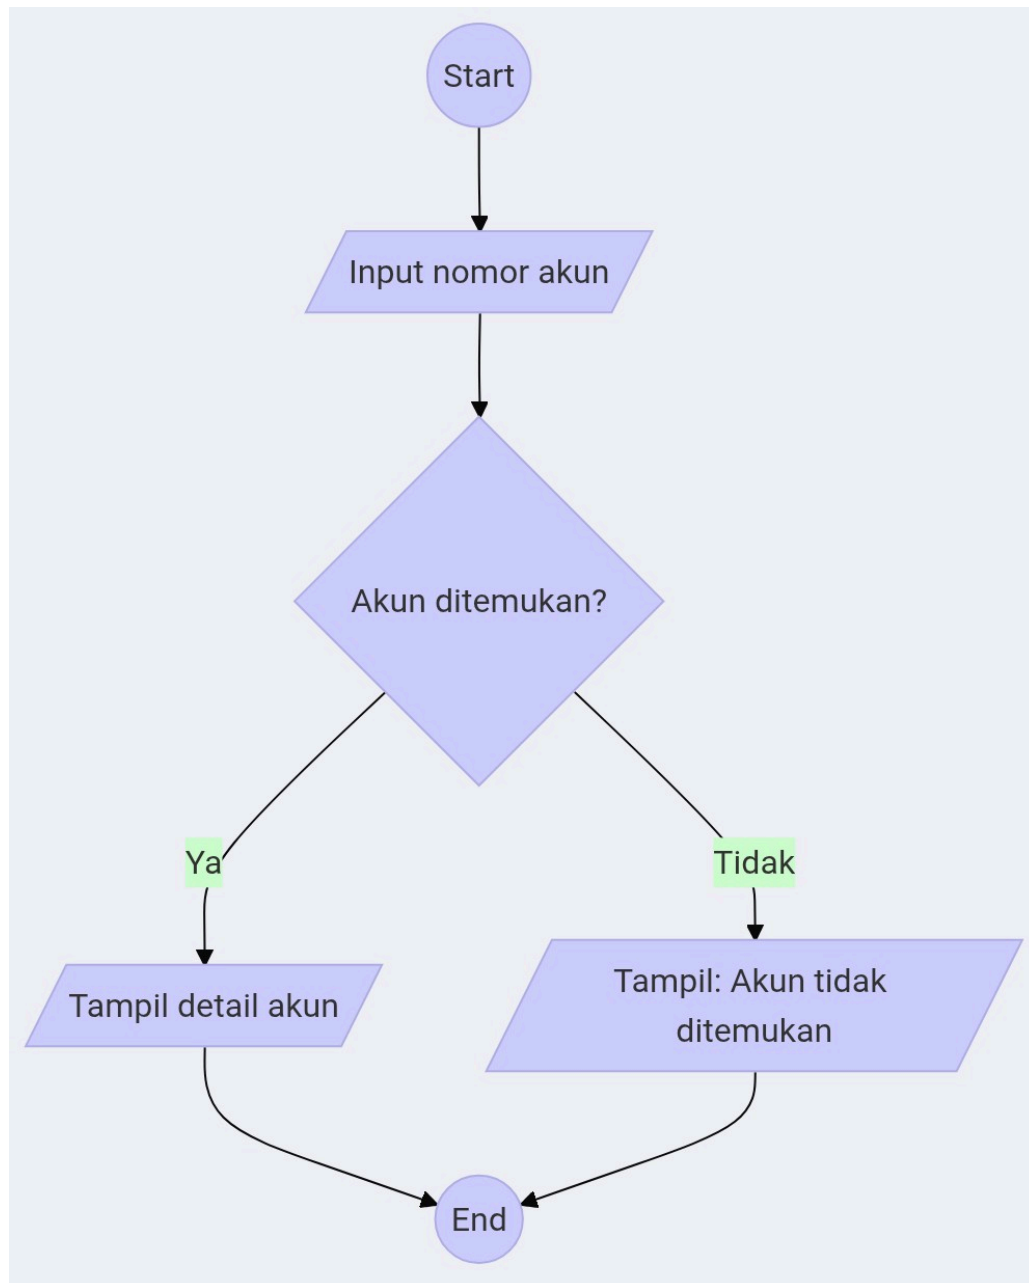 Start
Input nomor akun
Akun ditemukan?
Ya
Tidak
Tampil detail akun
Tampil: Akun tidak
ditemukan
End